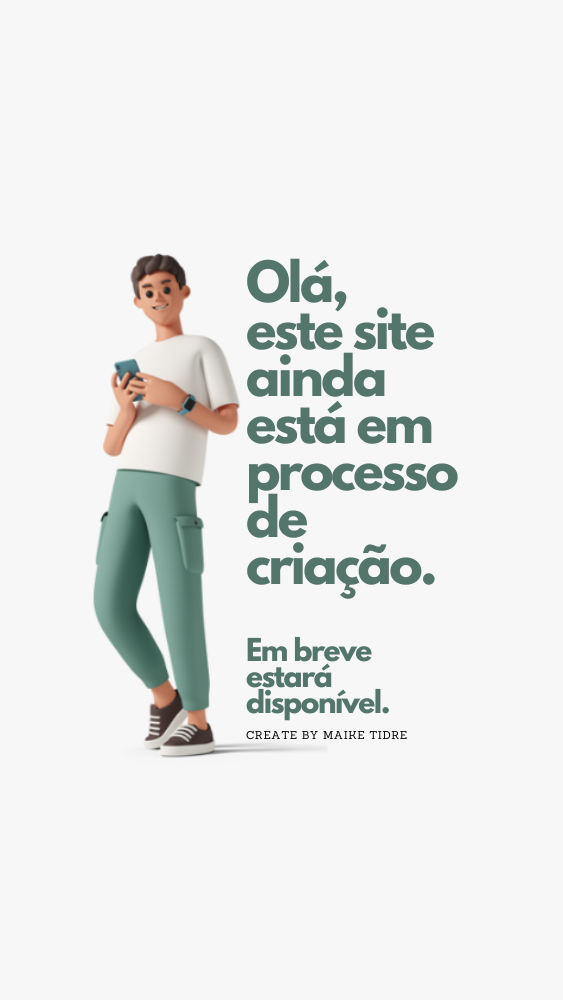 Olá,
este site
ainda
está em
processo
de
criação.
Em breve
estará
disponível.
CREATE BY MAIKE TIDRE